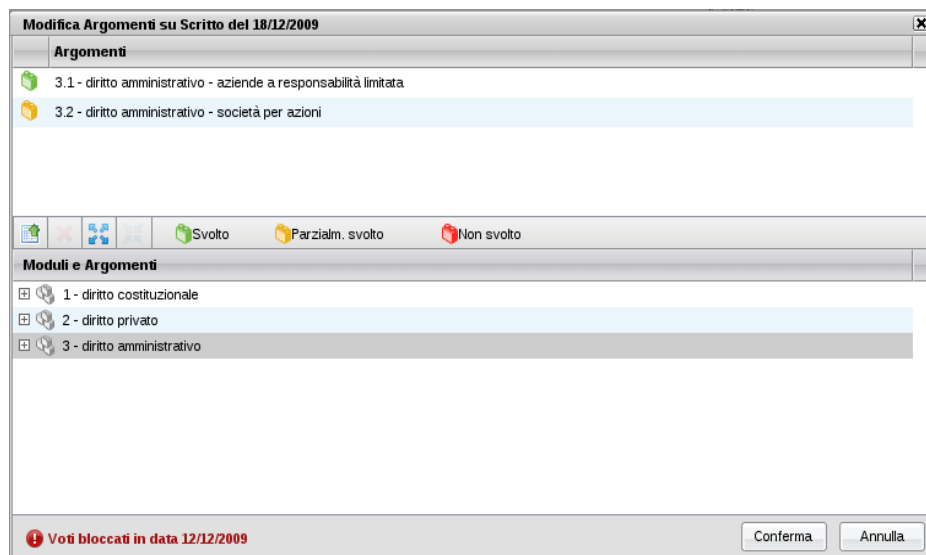 Modifica Argomenti su Scritto del 18/12/2009
Argomenti
3.1 - diritto amministrativo - aziende a responsabilità limitata
3.2 - diritto amministrativo - società per azioni
Svolto Parzialm. svolto Non svolto
Moduli e Argomenti
1 - diritto costituzionale
2 - diritto privato
3 - diritto amministrativo
Voti bloccati in data 12/12/2009 Conferma Annulla